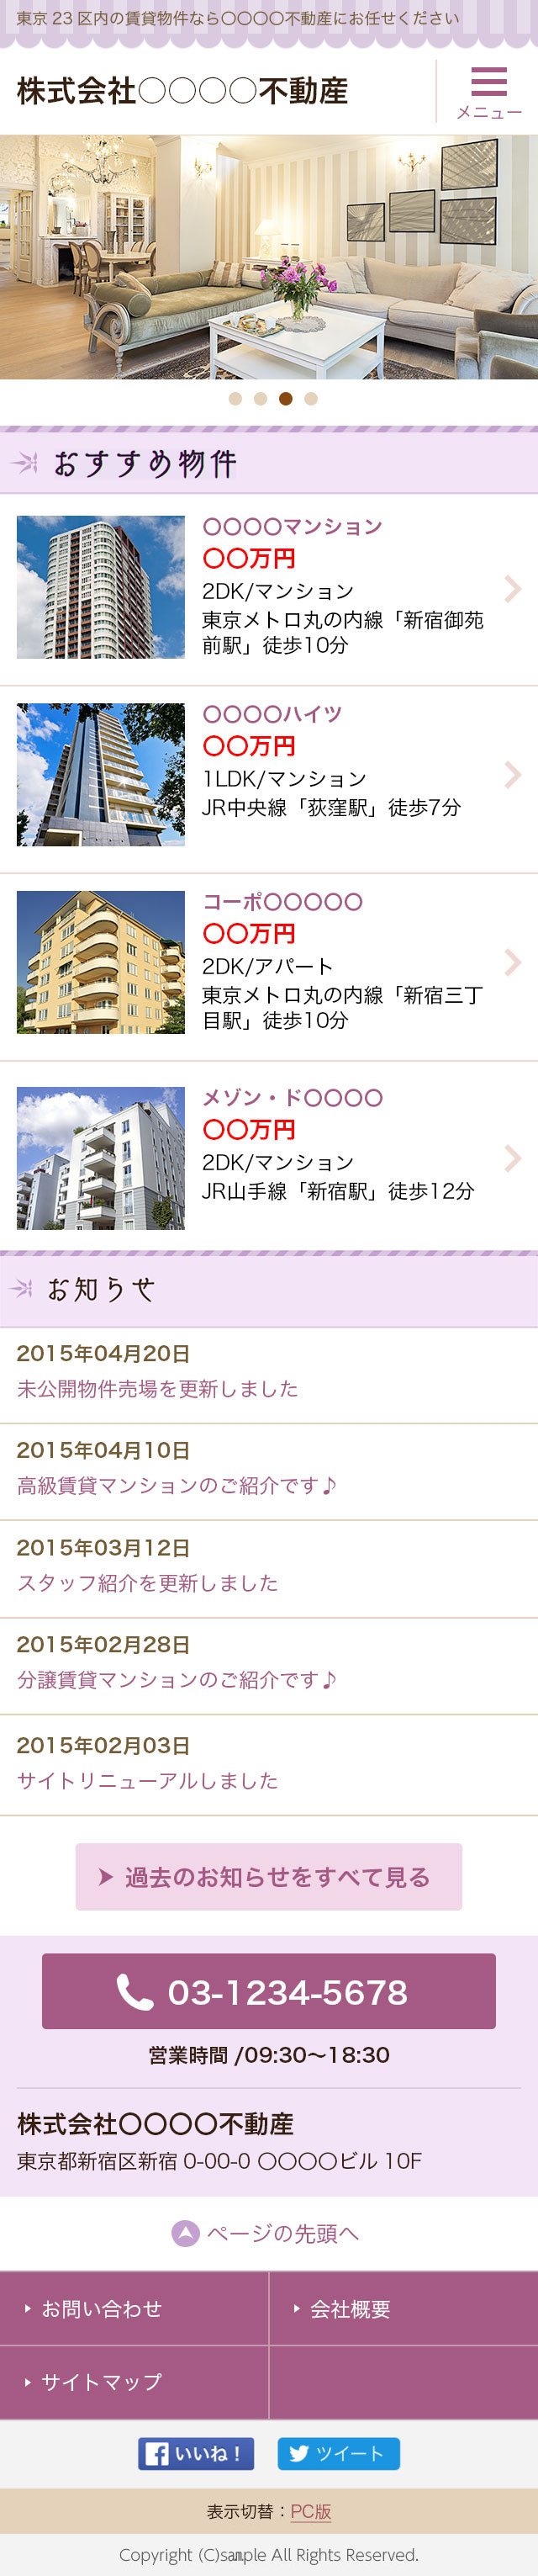 東京 23 区内の賃貸物件なら〇〇〇〇不動産にお任せください
株式会社〇〇〇〇不動産
メニュー
おすすめ物件
〇〇〇〇マンション
〇〇万円
2DK/マンション
東京メトロ丸の内線「新宿御苑
前駅」徒歩10分
〇〇〇〇ハイツ
〇〇万円
1LDK/マンション
JR中央線「荻窪駅」徒歩7分
コーポ〇〇〇〇〇
〇〇万円
2DK/アパート
東京メトロ丸の内線「新宿三丁
目駅」徒歩10分
メゾン・ド〇〇〇〇
〇〇万円
2DK/マンション
JR山手線「新宿駅」徒歩12分
お知らせ
2015年04月20日
未公開物件売場を更新しました
2015年04月10日
高級賃貸マンションのご紹介です♪
2015年03月12日
スタッフ紹介を更新しました
2015年02月28日
分譲賃貸マンションのご紹介です♪
2015年02月03日
サイトリニューアルしました
過去のお知らせをすべて見る
03-1234-5678
営業時間 /09:30〜18:30
株式会社〇〇〇〇不動産
東京都新宿区新宿 0-00-0 〇〇〇〇ビル 10F
ページの先頭へ
お問い合わせ 会社概要
サイトマップ
いいね！ ツイート
表示切替：PC版
Copyright (C)sample All Rights Reserved.